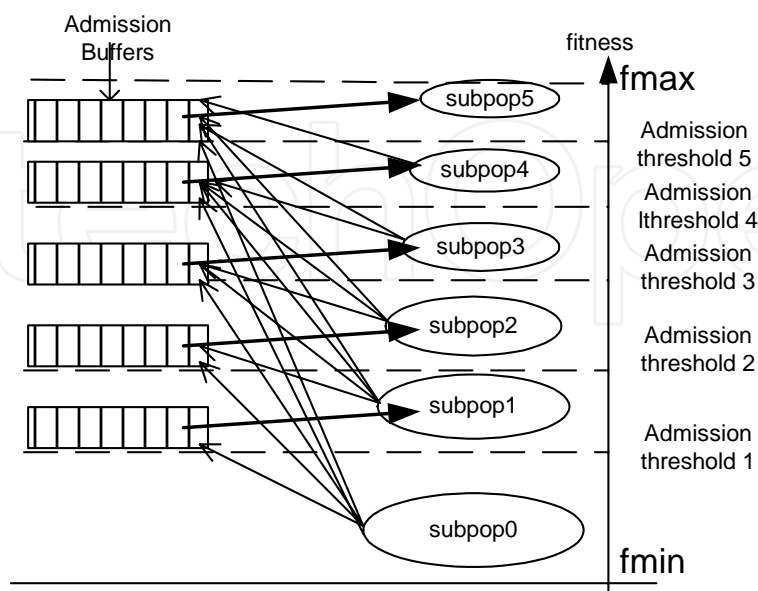 Admission
Buffers
fitness
fmax
subpop5
Admission
threshold 5
subpop4
Admission
lthreshold 4
subpop3
Admission
threshold 3
subpop2
Admission
threshold 2
subpop1
Admission
threshold 1
subpop0
fmin